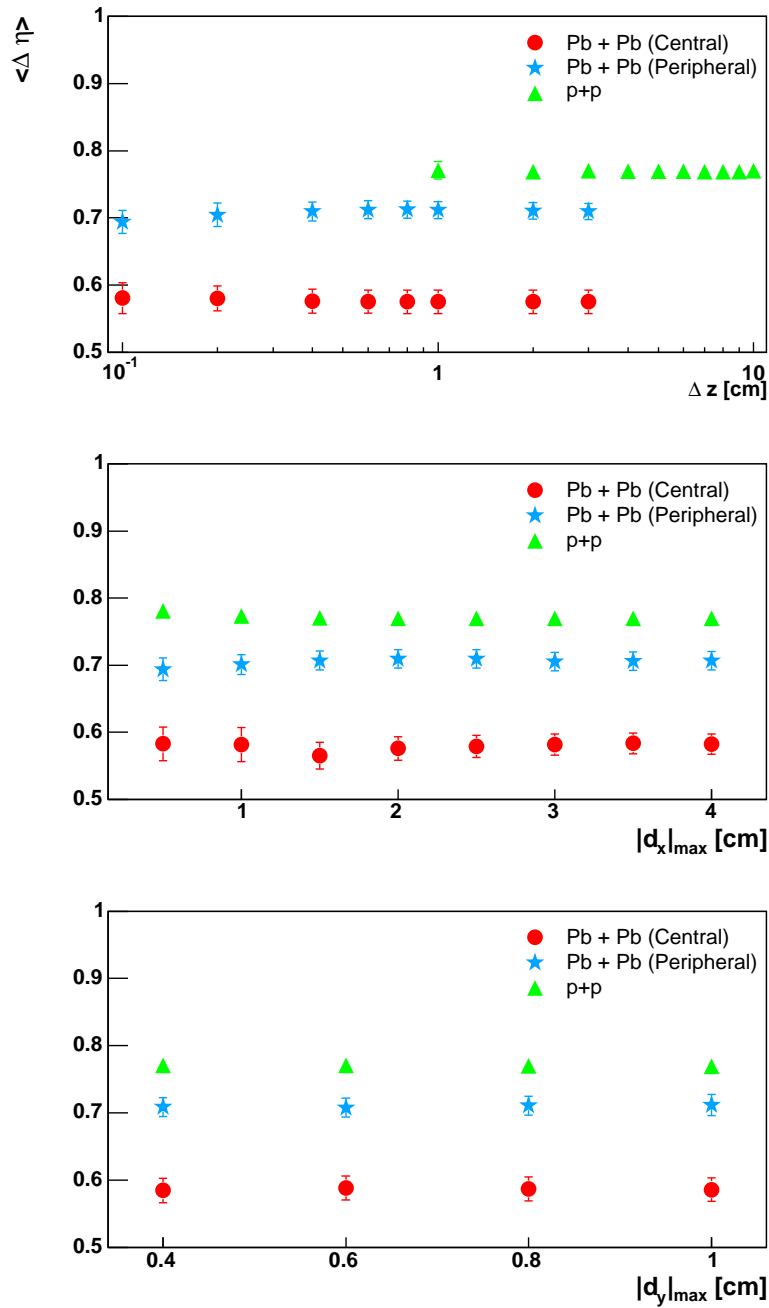 <Δ η>
1
0.9
0.8
0.7
0.6
0.5
Pb + Pb (Central)
Pb + Pb (Peripheral)
p+p
10⁻¹ 1 10
Δ z [cm]
1
0.9
0.8
0.7
0.6
0.5
Pb + Pb (Central)
Pb + Pb (Peripheral)
p+p
1 2 3 4
|dₓ|ₘₐₓ [cm]
1
0.9
0.8
0.7
0.6
0.5
Pb + Pb (Central)
Pb + Pb (Peripheral)
p+p
0.4 0.6 0.8 1
|d_y|ₘₐₓ [cm]